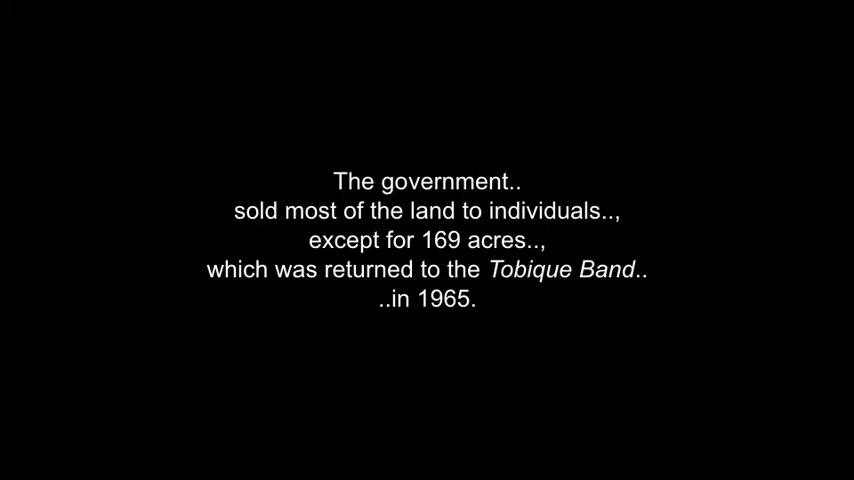 The government..
sold most of the land to individuals..,
except for 169 acres..,
which was returned to the Tobique Band..
..in 1965.